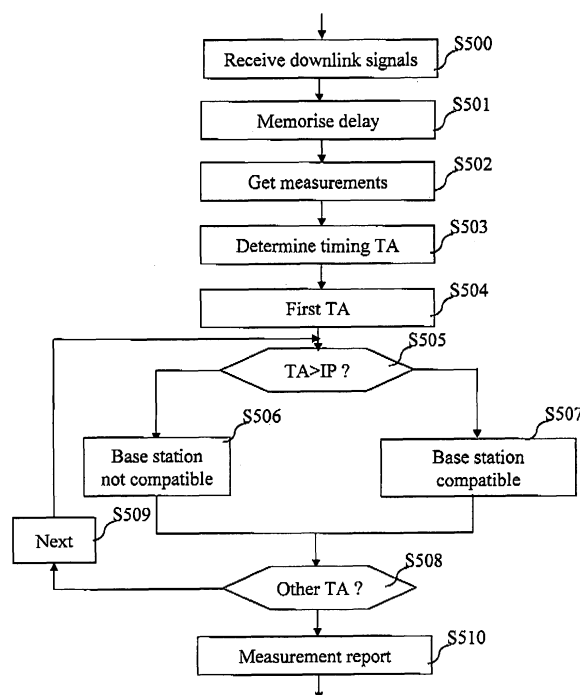 S500
Receive downlink signals
S501
Memorise delay
S502
Get measurements
S503
Determine timing TA
S504
First TA
S505
TA>IP ?
S506
Base station
not compatible
S507
Base station
compatible
S509
Next
S508
Other TA ?
S510
Measurement report